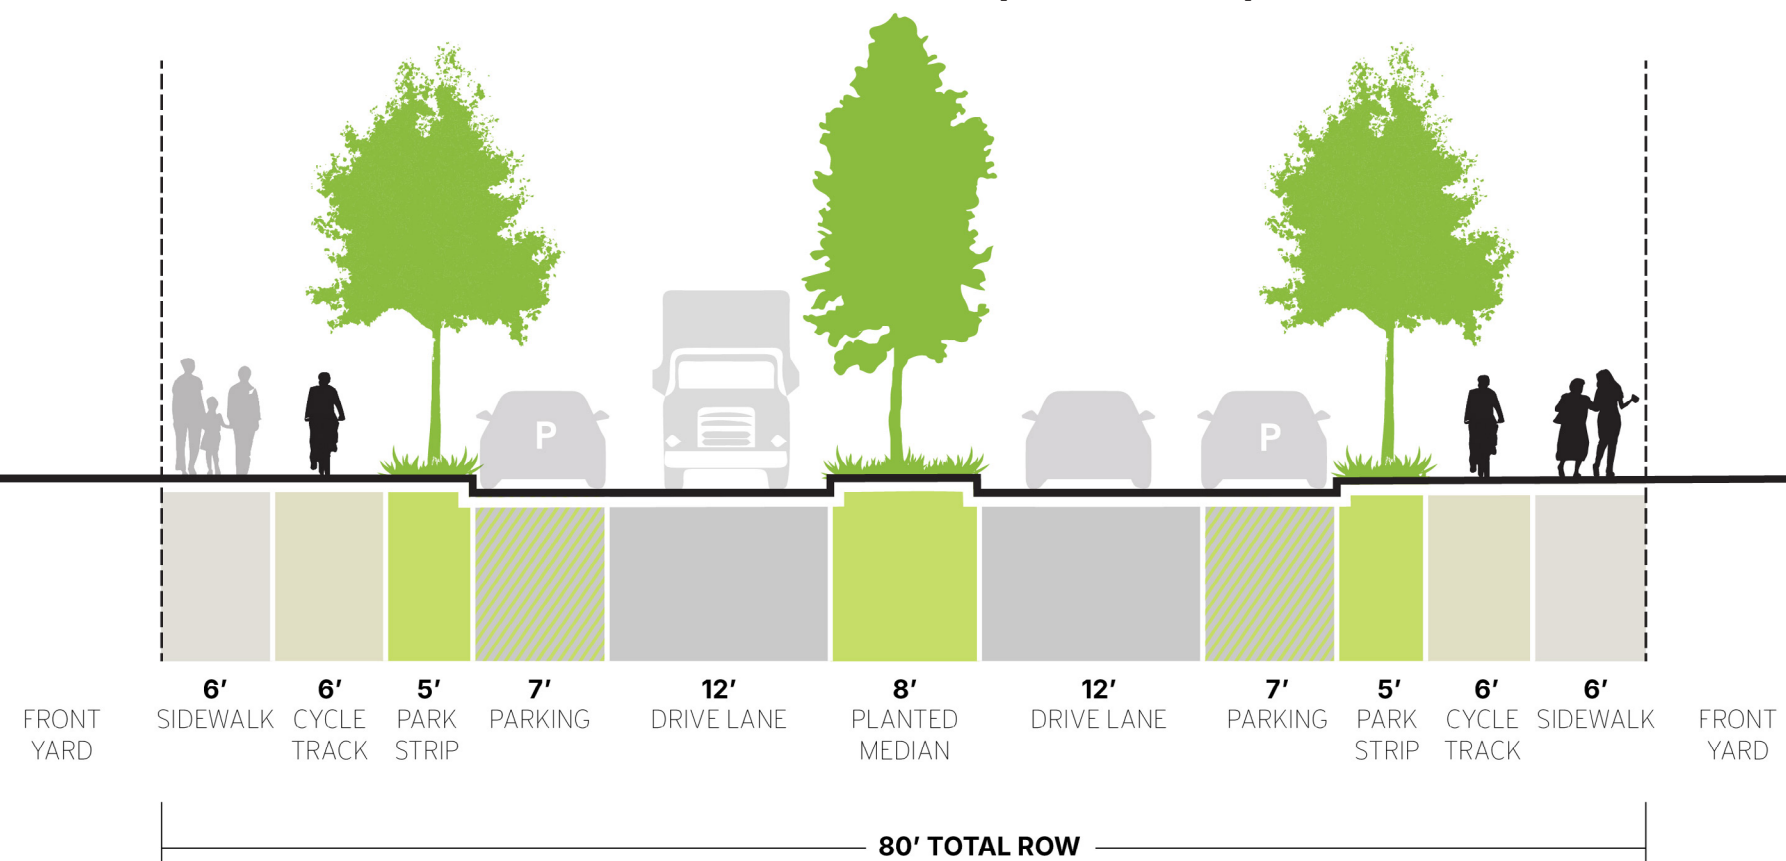 P
P
6′ 6′ 5′ 7′ 12′ 8′ 12′ 7′ 5′ 6′ 6′
FRONT YARD
SIDEWALK
CYCLE TRACK
PARK STRIP
PARKING
DRIVE LANE
PLANTED MEDIAN
DRIVE LANE
PARKING
PARK STRIP
CYCLE TRACK
SIDEWALK
FRONT YARD
80′ TOTAL ROW